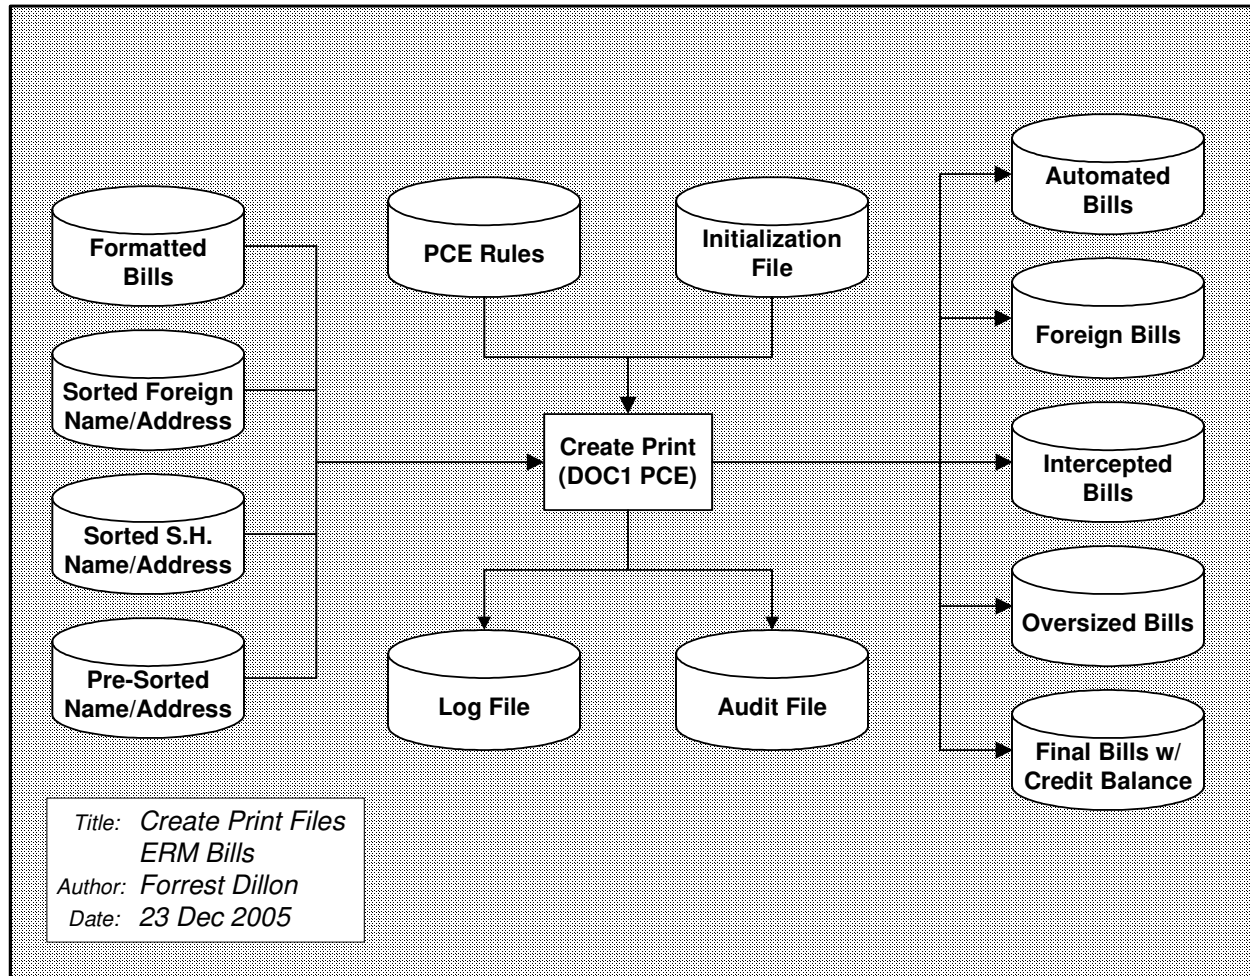 Automated
Bills
Formatted
Bills
PCE Rules
Initialization
File
Foreign Bills
Sorted Foreign
Name/Address
Create Print
(DOC1 PCE)
Intercepted
Bills
Sorted S.H.
Name/Address
Oversized Bills
Pre-Sorted
Name/Address
Log File
Audit File
Final Bills w/
Credit Balance
Title: Create Print Files
ERM Bills
Author: Forrest Dillon
Date: 23 Dec 2005